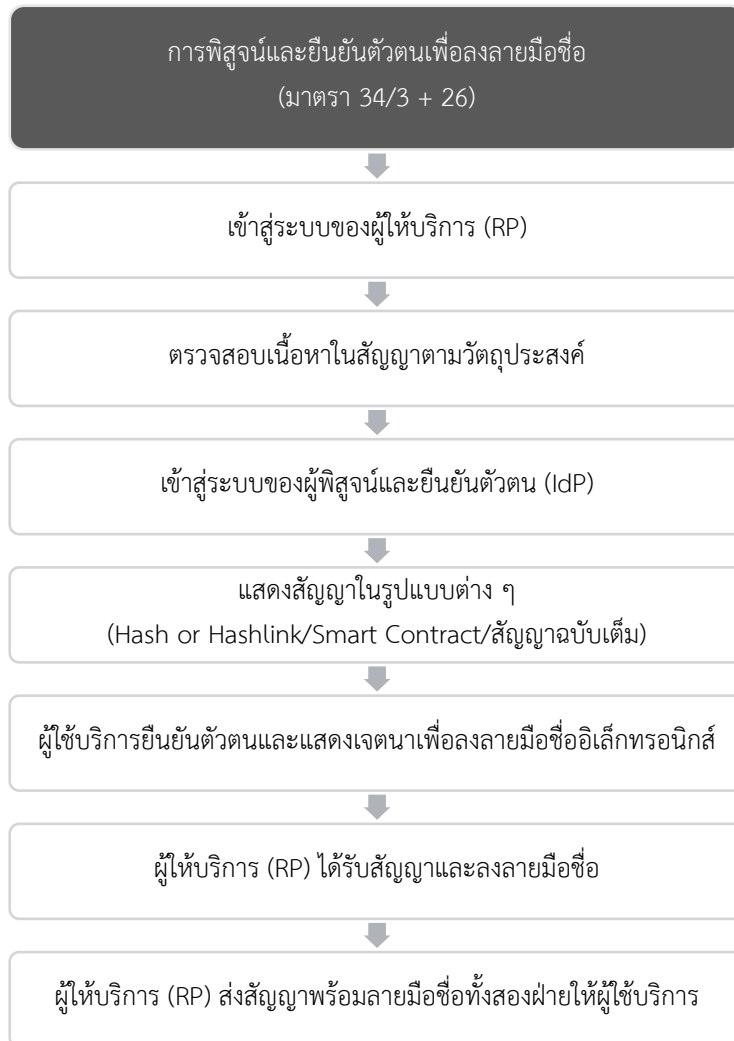 การพิสูจน์และยืนยันตัวตนเพื่อลงลายมือชื่อ
(มาตรา 34/3 + 26)
เข้าสู่ระบบของผู้ให้บริการ (RP)
ตรวจสอบเนื้อหาในสัญญาตามวัตถุประสงค์
เข้าสู่ระบบของผู้พิสูจน์และยืนยันตัวตน (IdP)
แสดงสัญญาในรูปแบบต่าง ๆ
(Hash or Hashlink/Smart Contract/สัญญาฉบับเต็ม)
ผู้ใช้บริการยืนยันตัวตนและแสดงเจตนาเพื่อลงลายมือชื่ออิเล็กทรอนิกส์
ผู้ให้บริการ (RP) ได้รับสัญญาและลงลายมือชื่อ
ผู้ให้บริการ (RP) ส่งสัญญาพร้อมลายมือชื่อทั้งสองฝ่ายให้ผู้ใช้บริการ